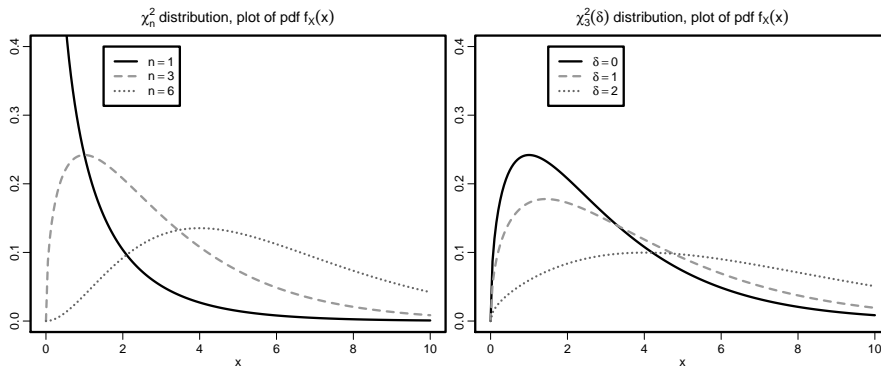 χ²ₙ distribution, plot of pdf f_X(x)
n = 1
n = 3
n = 6
0.4
0.3
0.2
0.1
0.0
0 2 4 6 8 10
x
χ²₃(δ) distribution, plot of pdf f_X(x)
δ = 0
δ = 1
δ = 2
0.4
0.3
0.2
0.1
0.0
0 2 4 6 8 10
x